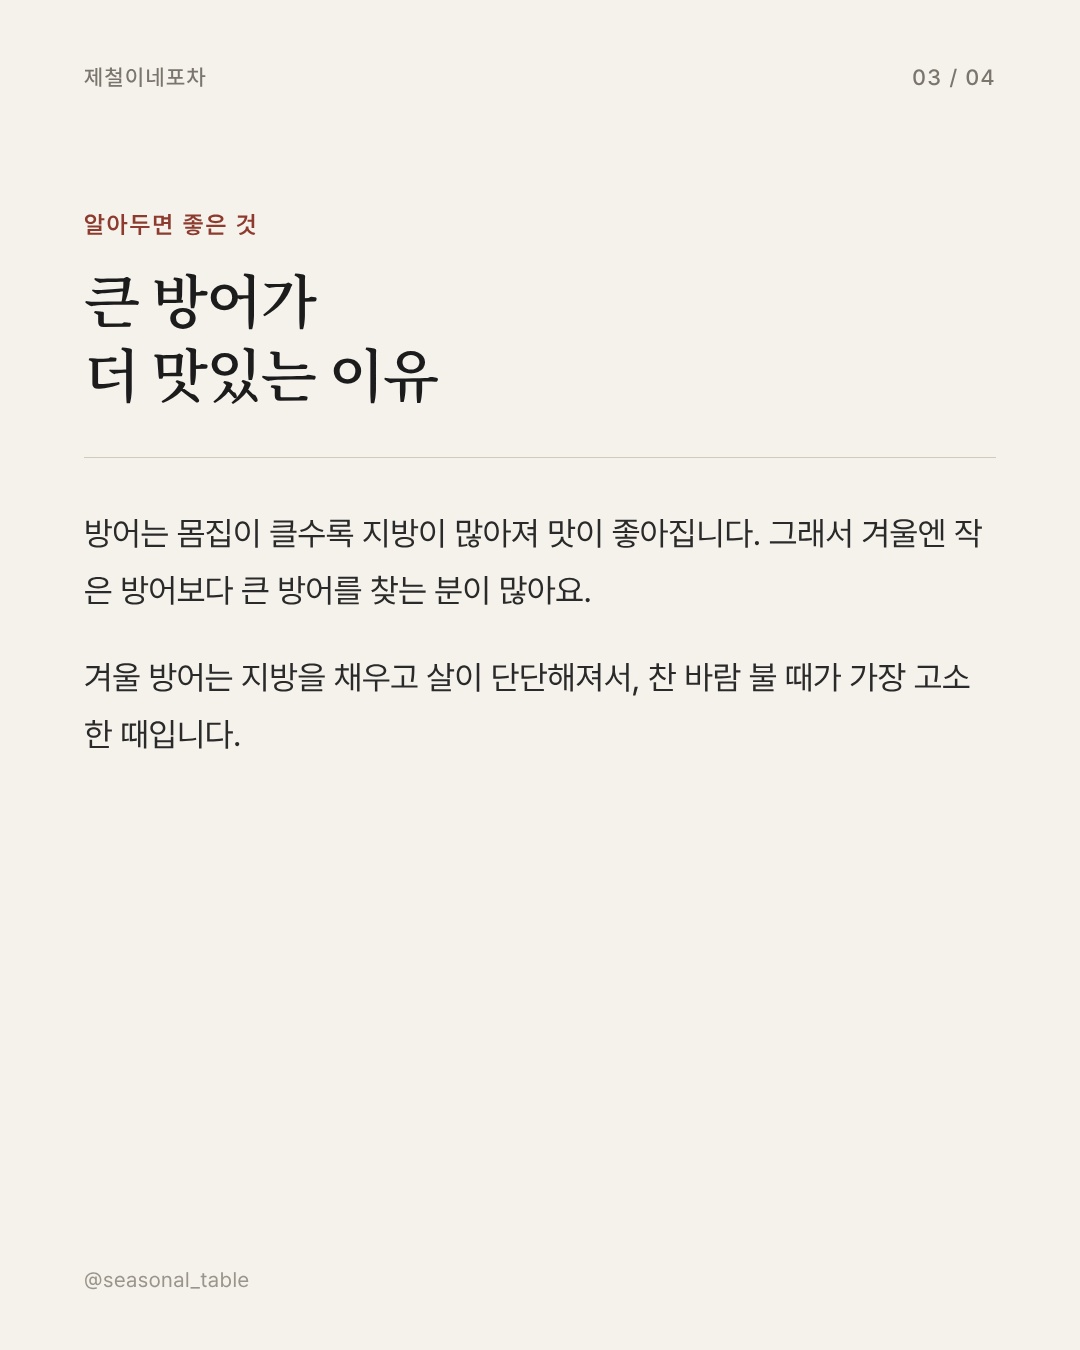 제철이네포차
03 / 04
알아두면 좋은 것
큰 방어가
더 맛있는 이유
방어는 몸집이 클수록 지방이 많아져 맛이 좋아집니다. 그래서 겨울엔 작
은 방어보다 큰 방어를 찾는 분이 많아요.
겨울 방어는 지방을 채우고 살이 단단해져서, 찬 바람 불 때가 가장 고소
한 때입니다.
@seasonal_table